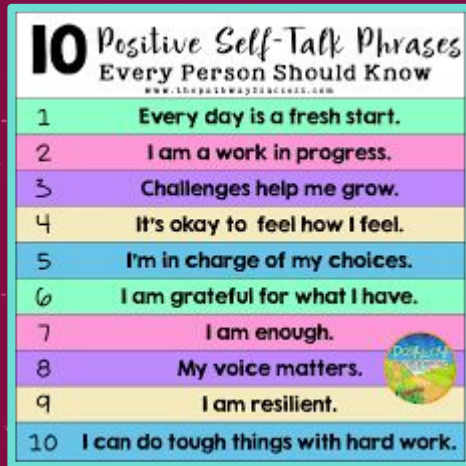 10 Positive Self-Talk Phrases
Every Person Should Know
www.thepathway2success.com
1 Every day is a fresh start.
2 I am a work in progress.
3 Challenges help me grow.
4 It's okay to feel how I feel.
5 I'm in charge of my choices.
6 I am grateful for what I have.
7 I am enough.
8 My voice matters.
9 I am resilient.
10 I can do tough things with hard work.